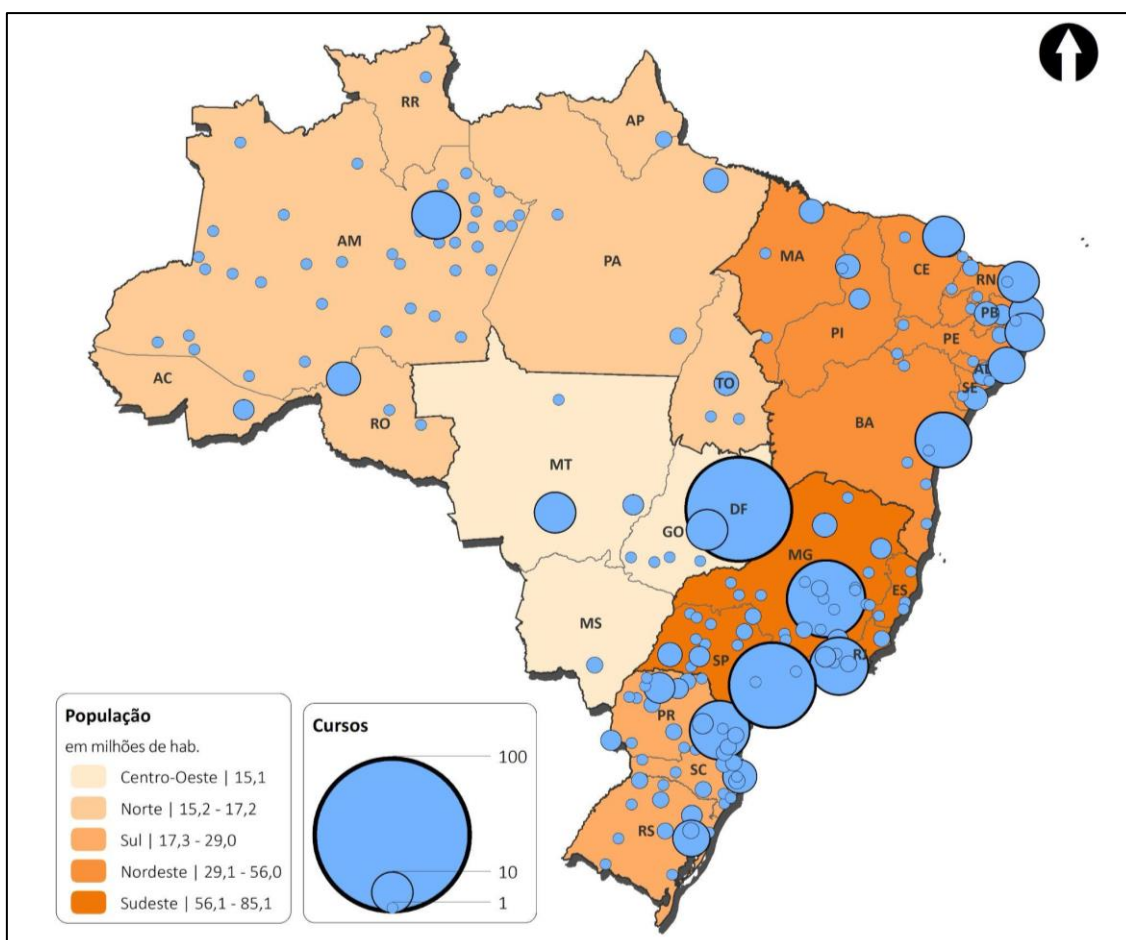 RR
AP
AM
PA
MA
CE
RN
PB
PI
PE
AC
TO
AL
SE
RO
BA
MT
DF
GO
MG
ES
MS
SP
RJ
PR
SC
RS
População
em milhões de hab.
Centro-Oeste | 15,1
Norte | 15,2 - 17,2
Sul | 17,3 - 29,0
Nordeste | 29,1 - 56,0
Sudeste | 56,1 - 85,1
Cursos
100
10
1